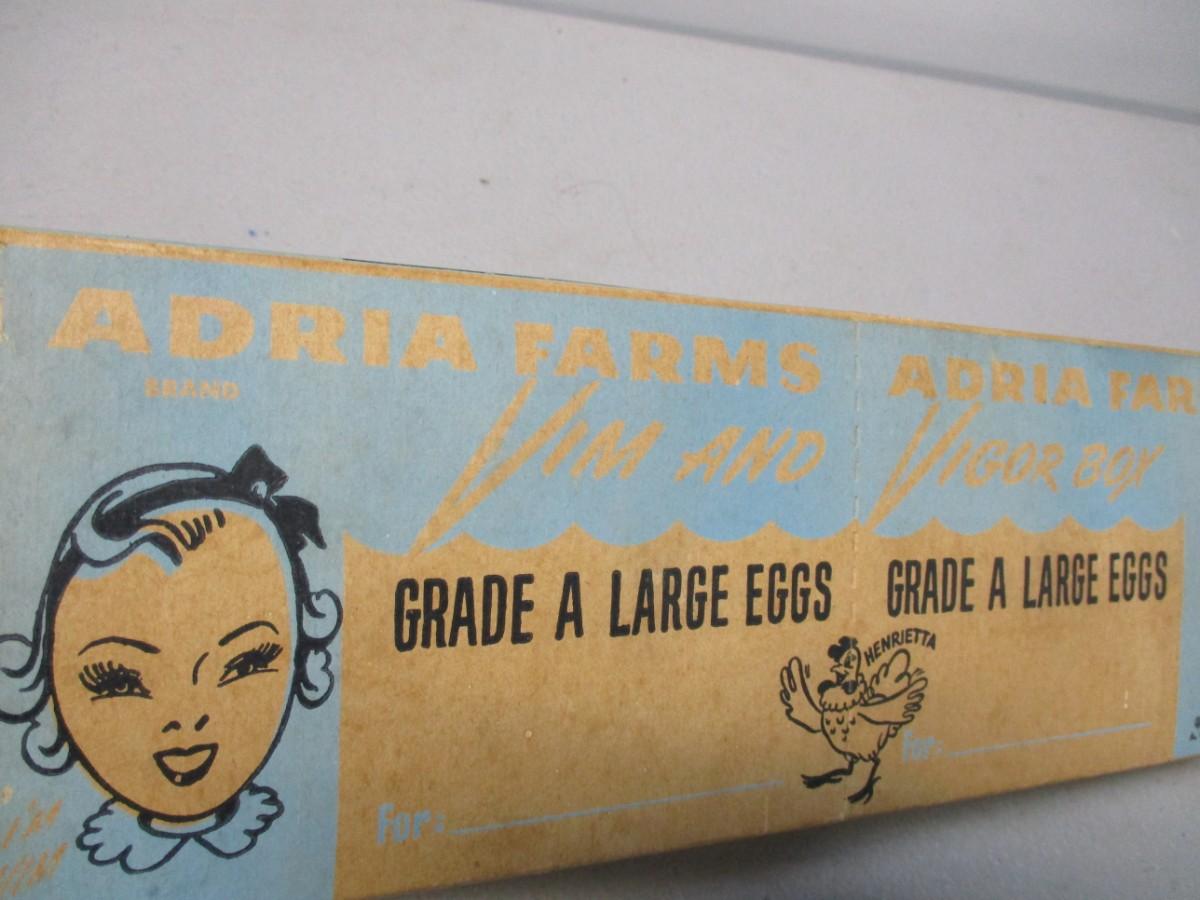 ADRIA FARMS
BRAND
VIM AND
GRADE A LARGE EGGS
For:
ADRIA FAR
VIGOR BOX
GRADE A LARGE EGGS
HENRIETTA
For: